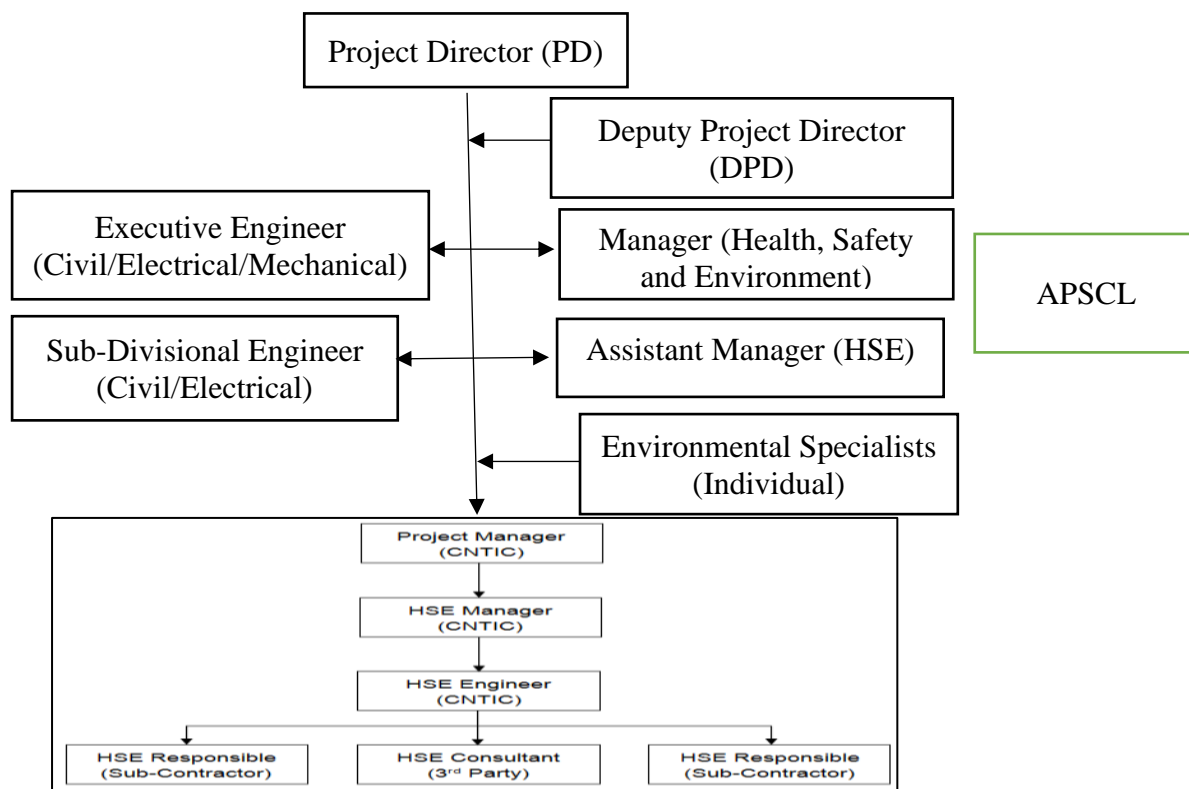 Project Director (PD)
Deputy Project Director
(DPD)
Executive Engineer
(Civil/Electrical/Mechanical)
Manager (Health, Safety
and Environment)
APSCL
Sub-Divisional Engineer
(Civil/Electrical)
Assistant Manager (HSE)
Environmental Specialists
(Individual)
Project Manager
(CNTIC)
HSE Manager
(CNTIC)
HSE Engineer
(CNTIC)
HSE Responsible
(Sub-Contractor)
HSE Consultant
(3rd Party)
HSE Responsible
(Sub-Contractor)